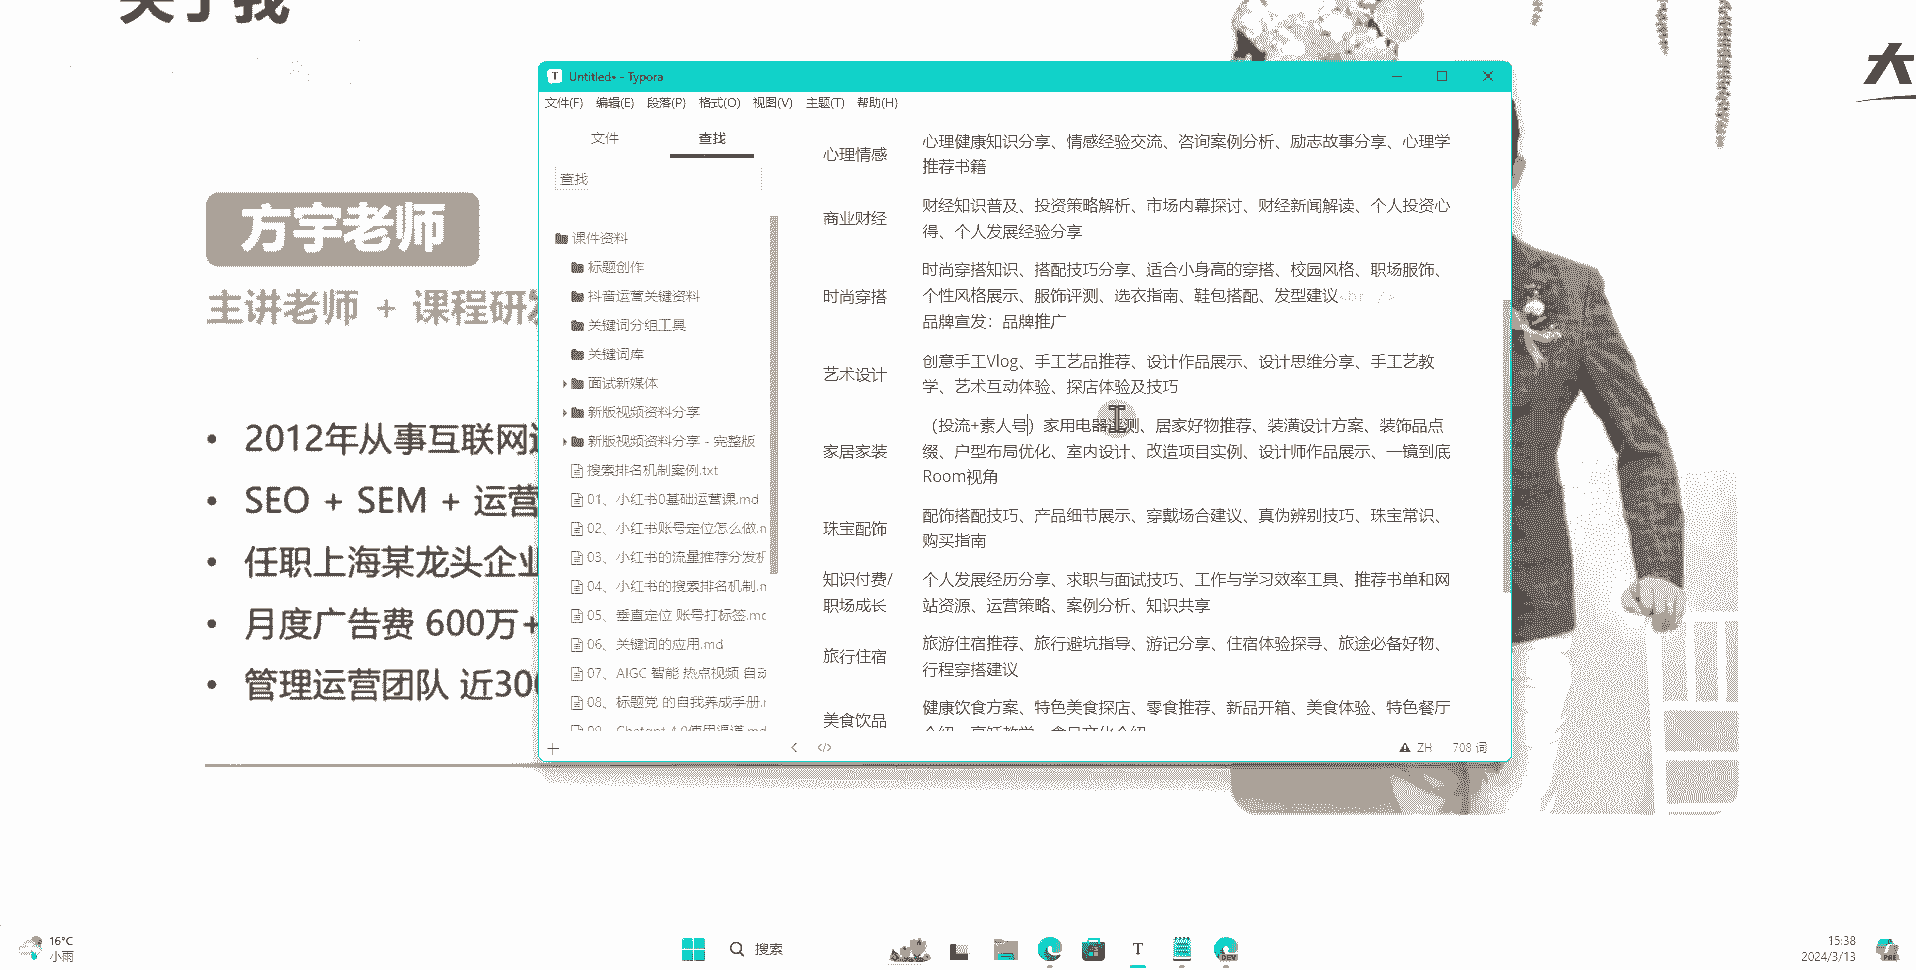 关于我
大
方宇老师
主讲老师 + 课程研发
2012年从事互联网
SEO + SEM + 运营
任职上海某龙头企业
月度广告费 600万+
管理运营团队 近300
Untitled• - Typora
文件(F) 编辑(E) 段落(P) 格式(O) 视图(V) 主题(T) 帮助(H)
文件 查找
查找
课件资料
标题创作
抖音运营关键资料
关键词分组工具
关键词库
面试新媒体
新版视频资料分享
新版视频资料分享 - 完整版
搜索排名机制案例.txt
01、小红书0基础运营课.md
02、小红书账号定位怎么做.m
03、小红书的流量推荐分发机
04、小红书的搜索排名机制.m
05、垂直定位 账号打标签.md
06、关键词的应用.md
07、AIGC 智能 热点视频 自动
08、标题党 的自我养成手册.m
09、Chatgpt 4.0使用渠道.md
心理情感
心理健康知识分享、情感经验交流、咨询案例分析、励志故事分享、心理学
推荐书籍
商业财经
财经知识普及、投资策略解析、市场内幕探讨、财经新闻解读、个人投资心
得、个人发展经验分享
时尚穿搭
时尚穿搭知识、搭配技巧分享、适合小身高的穿搭、校园风格、职场服饰、
个性风格展示、服饰评测、选衣指南、鞋包搭配、发型建议<br />
品牌宣发：品牌推广
艺术设计
创意手工Vlog、手工艺品推荐、设计作品展示、设计思维分享、手工艺教
学、艺术互动体验、探店体验及技巧
家居家装
（投流+素人号）家用电器评测、居家好物推荐、装潢设计方案、装饰品点
缀、户型布局优化、室内设计、改造项目实例、设计师作品展示、一镜到底
Room视角
珠宝配饰
配饰搭配技巧、产品细节展示、穿戴场合建议、真伪辨别技巧、珠宝常识、
购买指南
知识付费/
职场成长
个人发展经历分享、求职与面试技巧、工作与学习效率工具、推荐书单和网
站资源、运营策略、案例分析、知识共享
旅行住宿
旅游住宿推荐、旅行避坑指导、游记分享、住宿体验探寻、旅途必备好物、
行程穿搭建议
美食饮品
健康饮食方案、特色美食探店、零食推荐、新品开箱、美食体验、特色餐厅
介绍、烹饪教学、食品文化介绍
ZH 708 词
16°C
小雨
搜索
15:38
2024/3/13